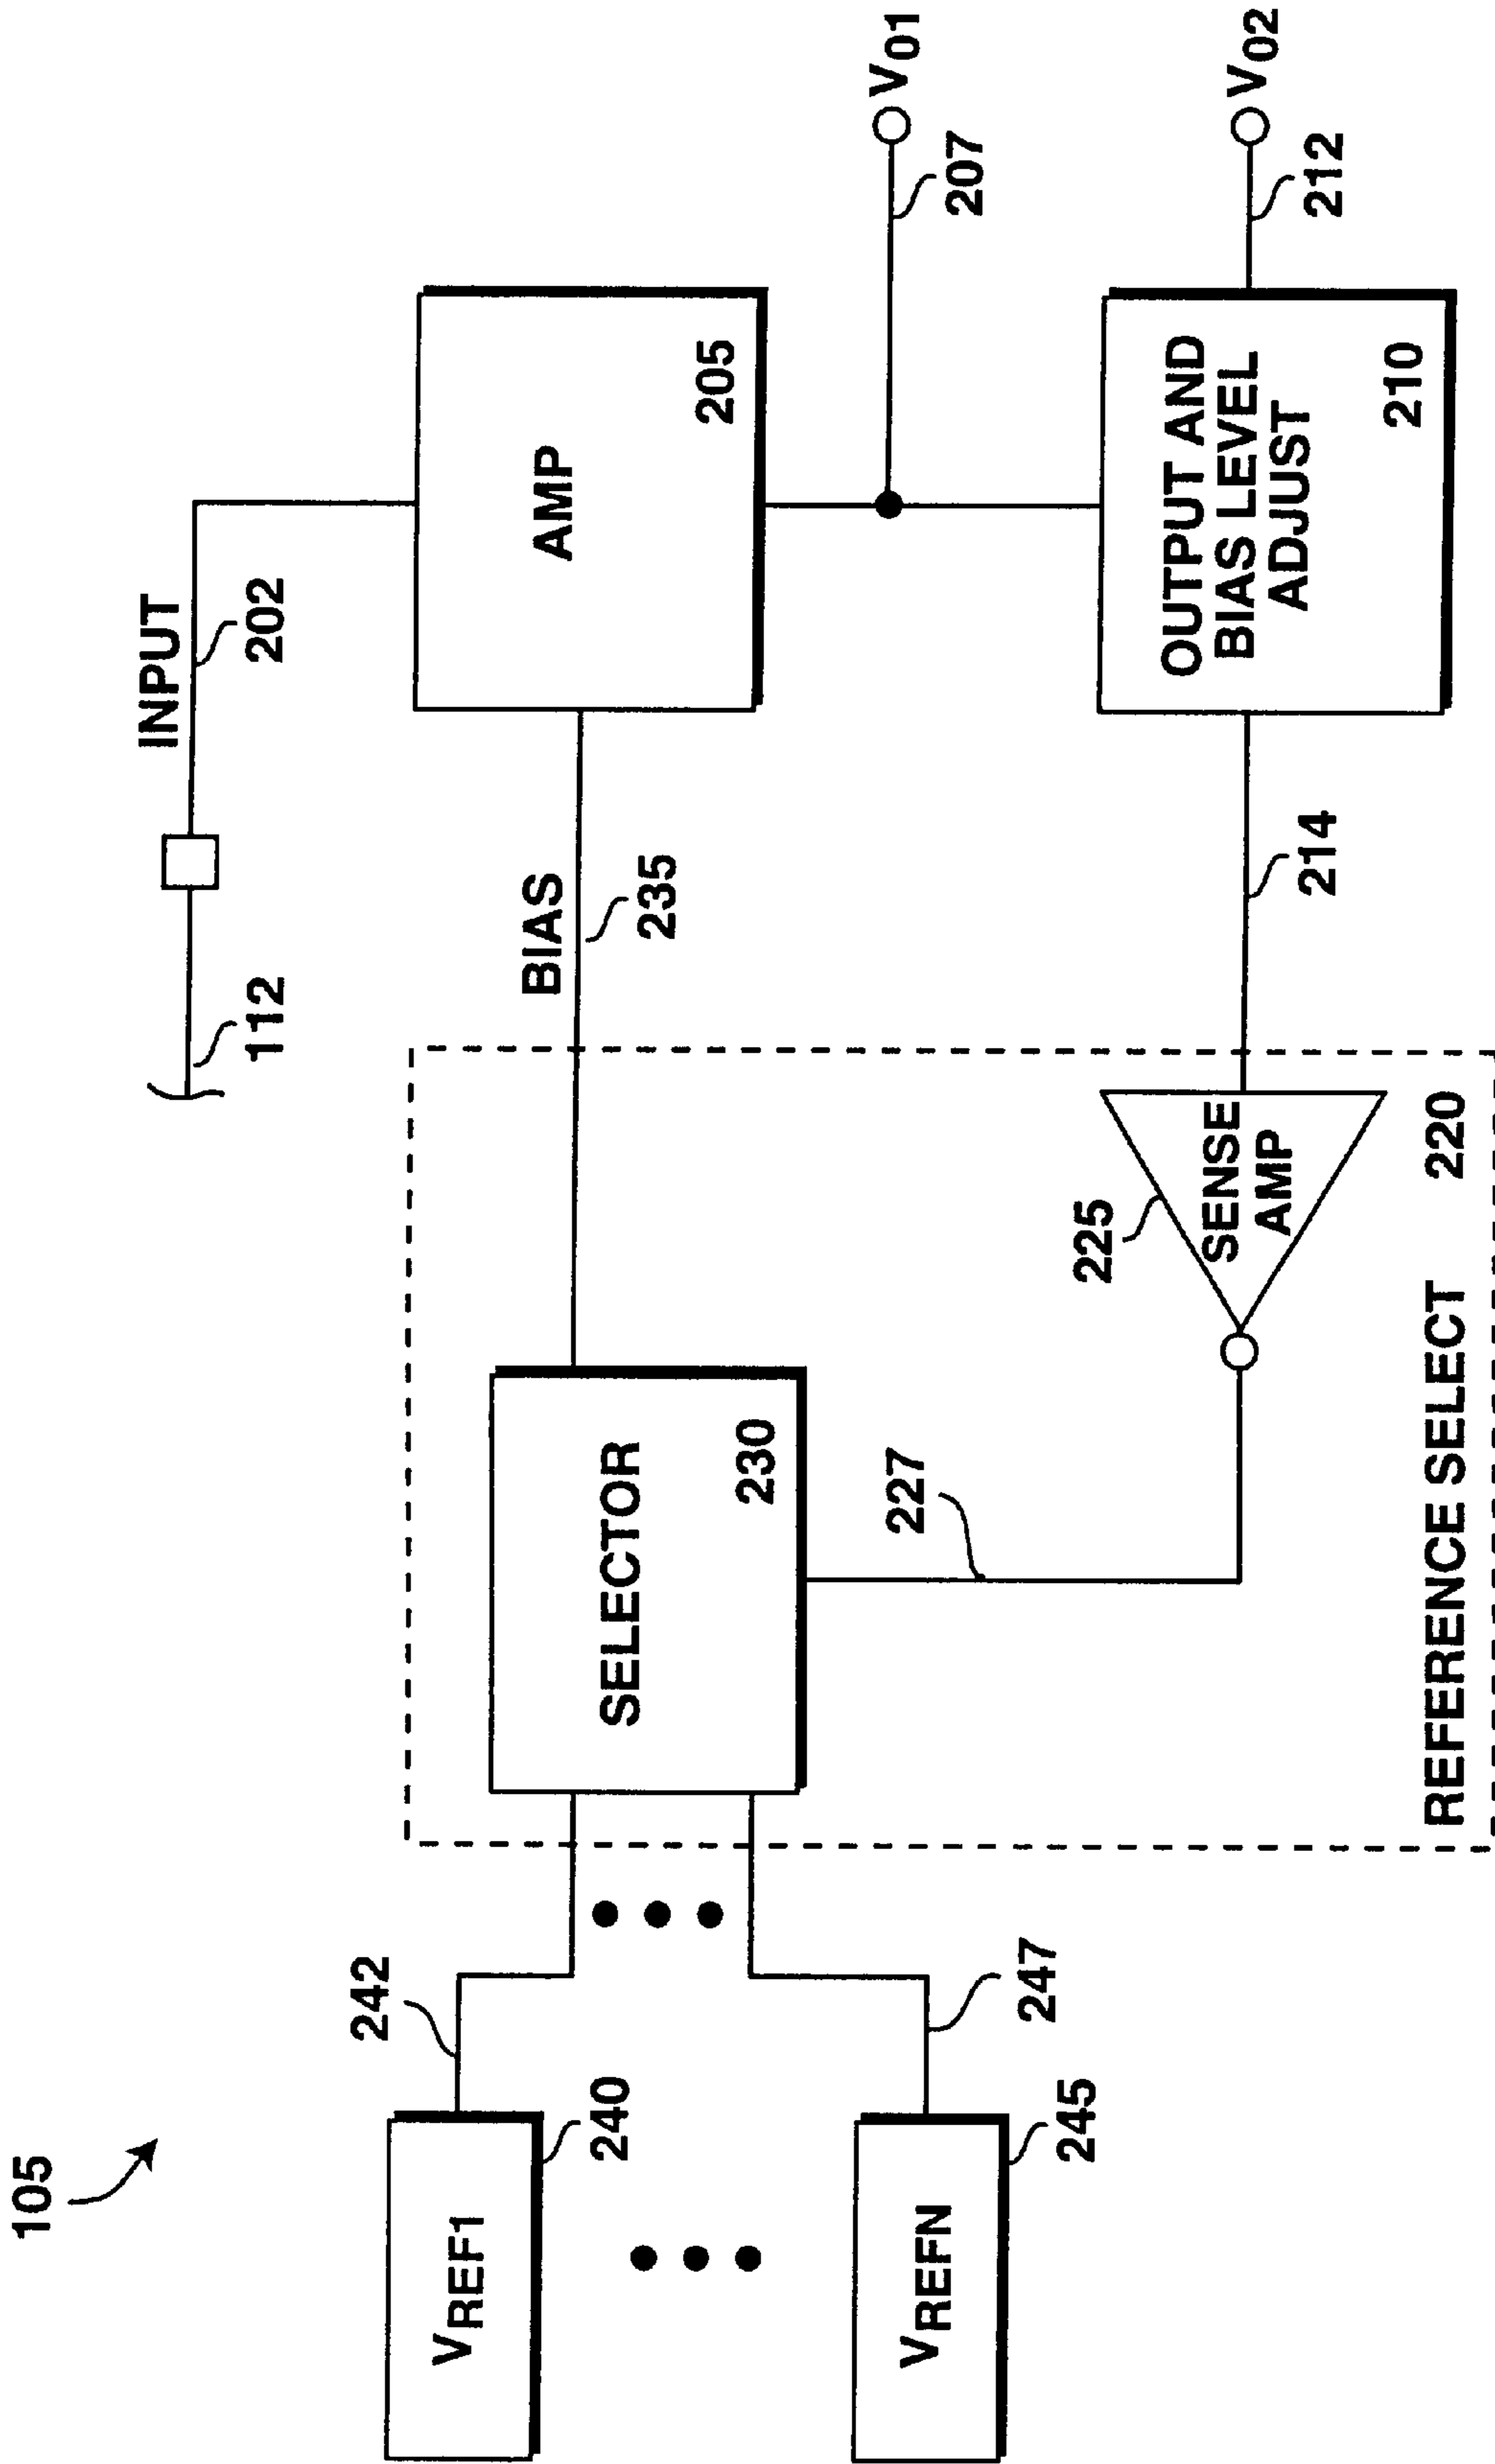 105
112
INPUT
202
AMP
205
BIAS
235
V01
207
V02
212
OUTPUT AND
BIAS LEVEL
ADJUST
210
214
SENSE
AMP
225
227
SELECTOR
230
REFERENCE SELECT 220
242
247
VREF1
240
VREFN
245